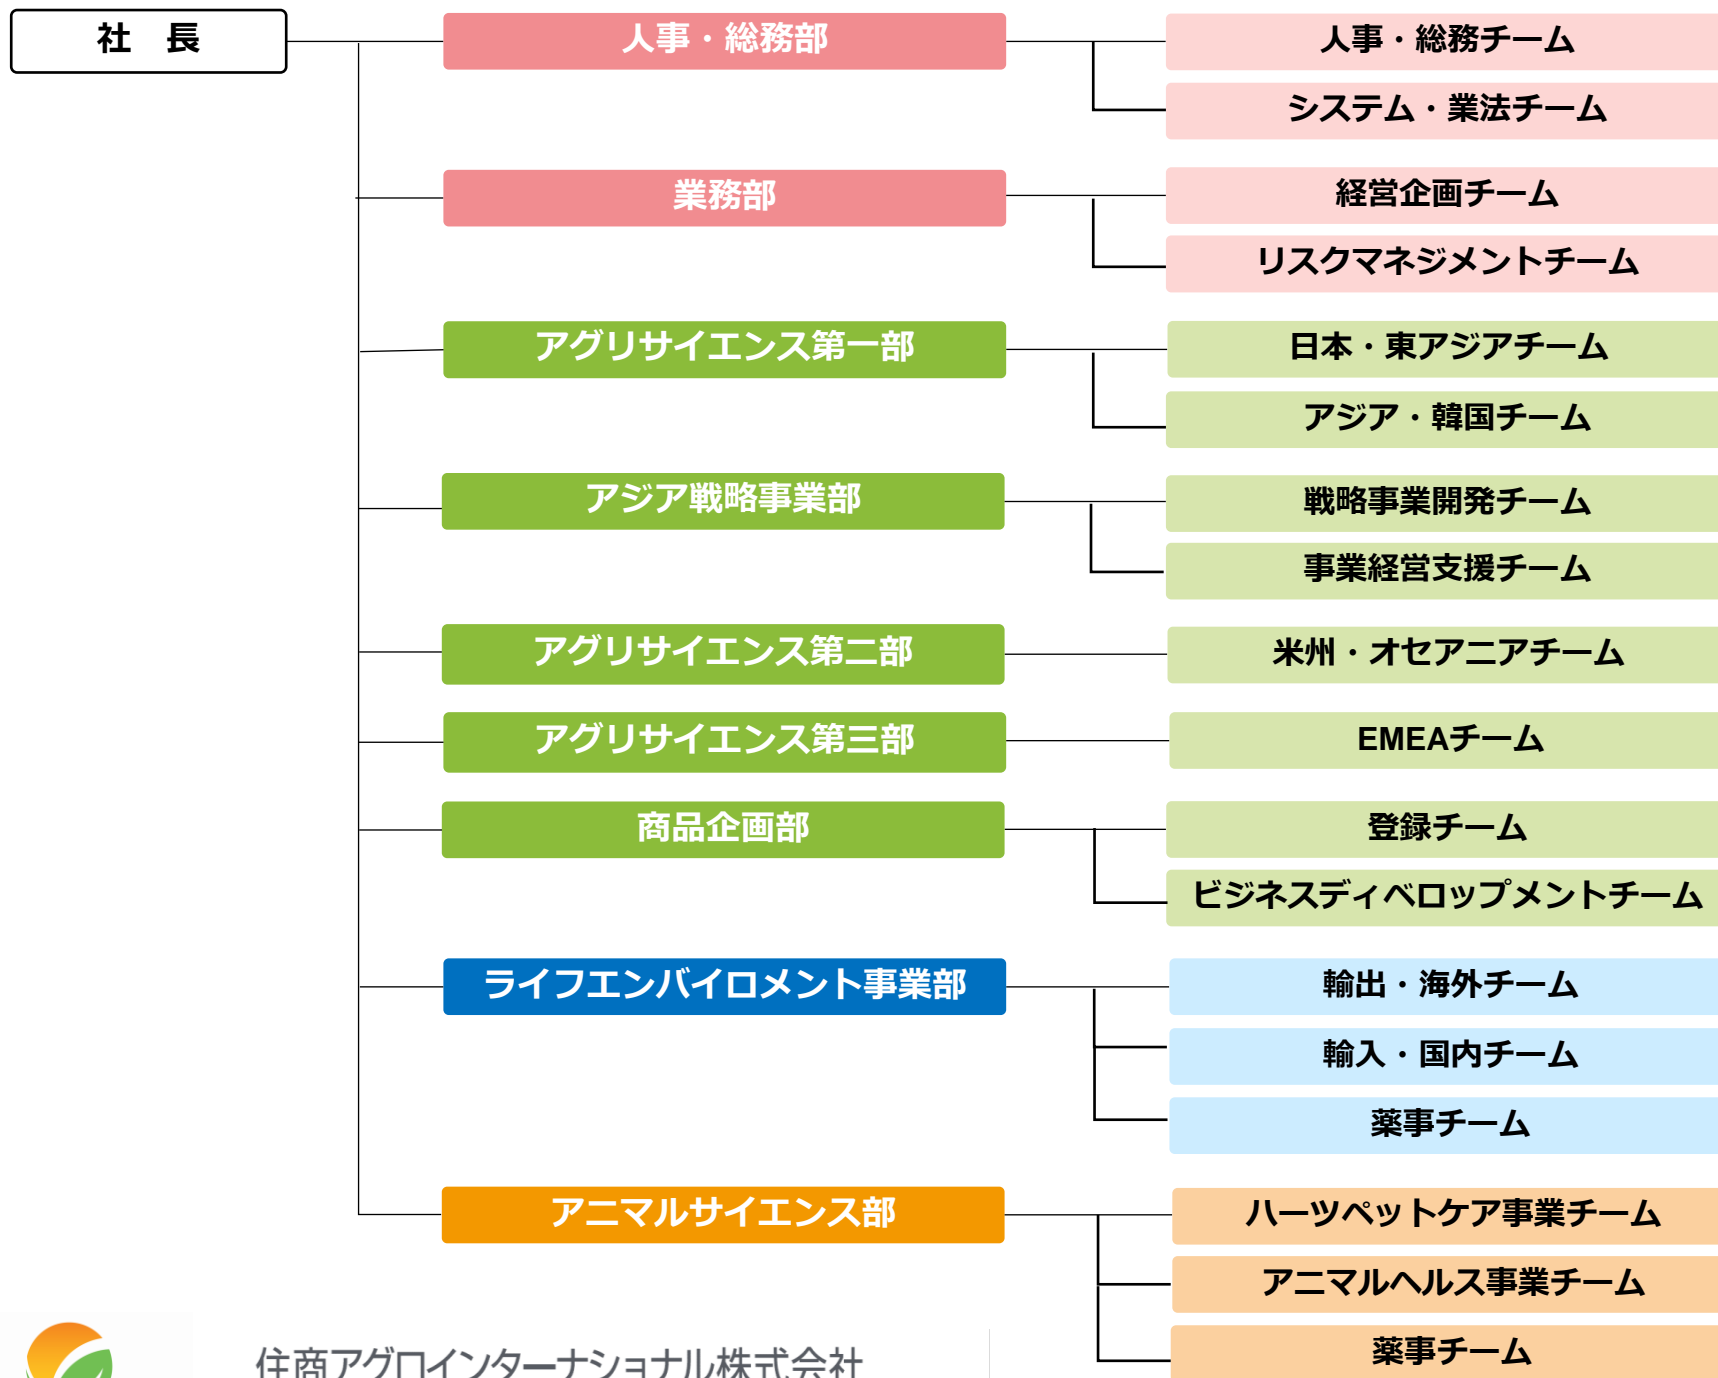 社　長
人事・総務部
人事・総務チーム
システム・業法チーム
業務部
経営企画チーム
リスクマネジメントチーム
アグリサイエンス第一部
日本・東アジアチーム
アジア・韓国チーム
アジア戦略事業部
戦略事業開発チーム
事業経営支援チーム
アグリサイエンス第二部
米州・オセアニアチーム
アグリサイエンス第三部
EMEAチーム
商品企画部
登録チーム
ビジネスディベロップメントチーム
ライフエンバイロメント事業部
輸出・海外チーム
輸入・国内チーム
薬事チーム
アニマルサイエンス部
ハーツペットケア事業チーム
アニマルヘルス事業チーム
薬事チーム
住商アグロインターナショナル株式会社